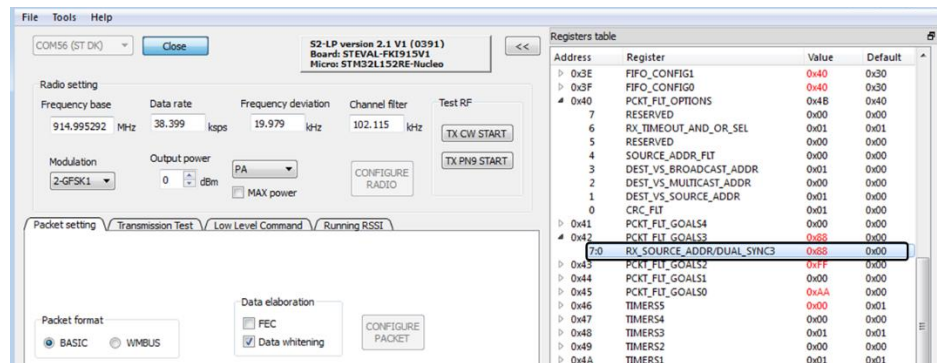 File Tools Help
COM56 (ST DK)
Close
S2-LP version 2.1 V1 (0391)
Board: STEVAL-FKI915V1
Micro: STM32L152RE-Nucleo
<<
Radio setting
Frequency base Data rate Frequency deviation Channel filter Test RF
914.995292 MHz 38.399 ksps 19.979 kHz 102.115 kHz
TX CW START
Modulation Output power
2-GFSK1 0 dBm PA
MAX power
CONFIGURE
RADIO
TX PN9 START
Packet setting Transmission Test Low Level Command Running RSSI
Packet format
BASIC WMBUS
Data elaboration
FEC
Data whitening
CONFIGURE
PACKET
Registers table
Address Register Value Default
0x3E FIFO_CONFIG1 0x40 0x30
0x3F FIFO_CONFIG0 0x40 0x30
0x40 PCKT_FLT_OPTIONS 0x4B 0x40
7 RESERVED 0x00 0x00
6 RX_TIMEOUT_AND_OR_SEL 0x01 0x01
5 RESERVED 0x00 0x00
4 SOURCE_ADDR_FLT 0x00 0x00
3 DEST_VS_BROADCAST_ADDR 0x01 0x00
2 DEST_VS_MULTICAST_ADDR 0x00 0x00
1 DEST_VS_SOURCE_ADDR 0x01 0x00
0 CRC_FLT 0x01 0x00
0x41 PCKT_FLT_GOALS4 0x00 0x00
0x42 PCKT_FLT_GOALS3 0x88 0x00
7:0 RX_SOURCE_ADDR/DUAL_SYNC3 0x88 0x00
0x43 PCKT_FLT_GOALS2 0xFF 0x00
0x44 PCKT_FLT_GOALS1 0x00 0x00
0x45 PCKT_FLT_GOALS0 0xAA 0x00
0x46 TIMERS5 0x00 0x01
0x47 TIMERS4 0x00 0x00
0x48 TIMERS3 0x01 0x01
0x49 TIMERS2 0x00 0x00
0x4A TIMERS1 0x01 0x01